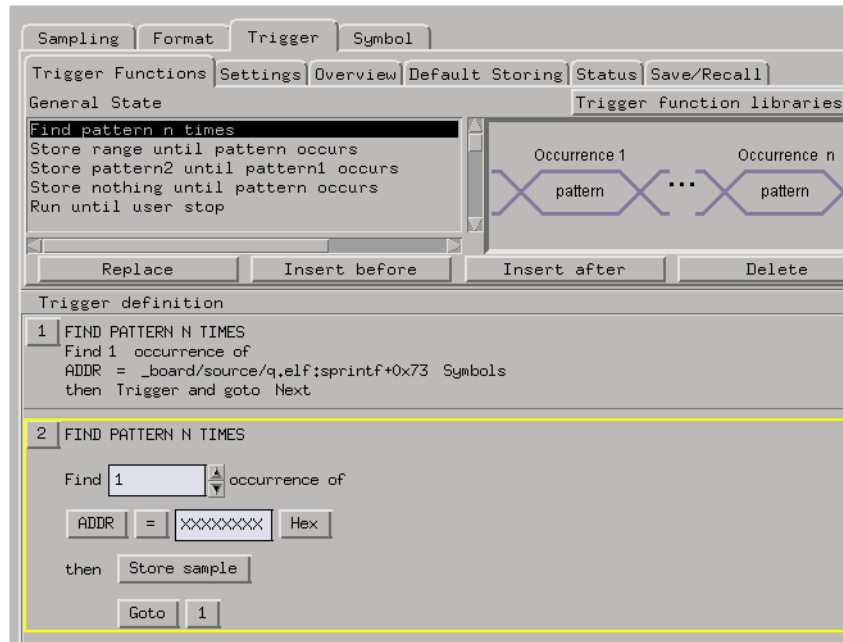 Sampling Format Trigger Symbol
Trigger Functions Settings Overview Default Storing Status Save/Recall
General State Trigger function libraries
Find pattern n times
Store range until pattern occurs
Store pattern2 until pattern1 occurs
Store nothing until pattern occurs
Run until user stop
Occurrence 1 Occurrence n
pattern ... pattern
Replace Insert before Insert after Delete
Trigger definition
1 FIND PATTERN N TIMES
Find 1 occurrence of
ADDR = _board/source/q.elf:sprintf+0x73 Symbols
then Trigger and goto Next
2 FIND PATTERN N TIMES
Find 1 occurrence of
ADDR = XXXXXXXX Hex
then Store sample
Goto 1